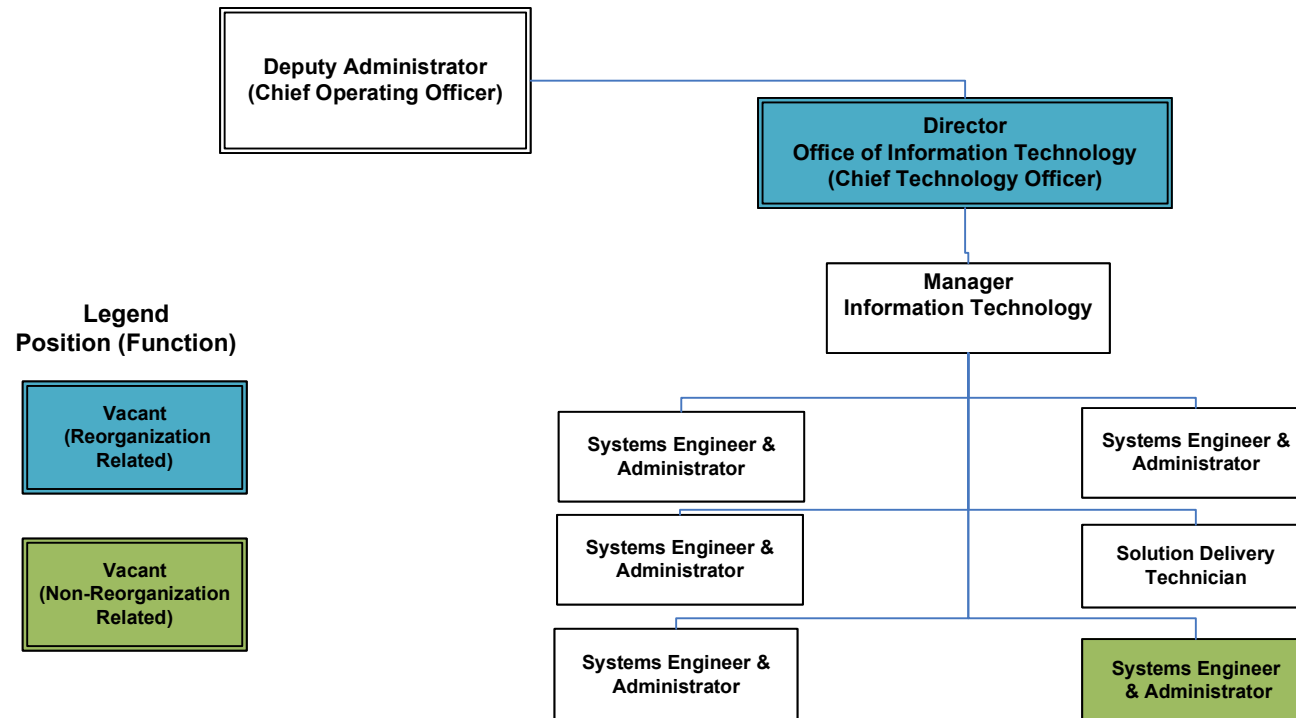 Deputy Administrator
(Chief Operating Officer)
Director
Office of Information Technology
(Chief Technology Officer)
Manager
Information Technology
Legend
Position (Function)
Vacant
(Reorganization
Related)
Vacant
(Non-Reorganization
Related)
Systems Engineer &
Administrator
Systems Engineer &
Administrator
Systems Engineer &
Administrator
Solution Delivery
Technician
Systems Engineer &
Administrator
Systems Engineer
& Administrator